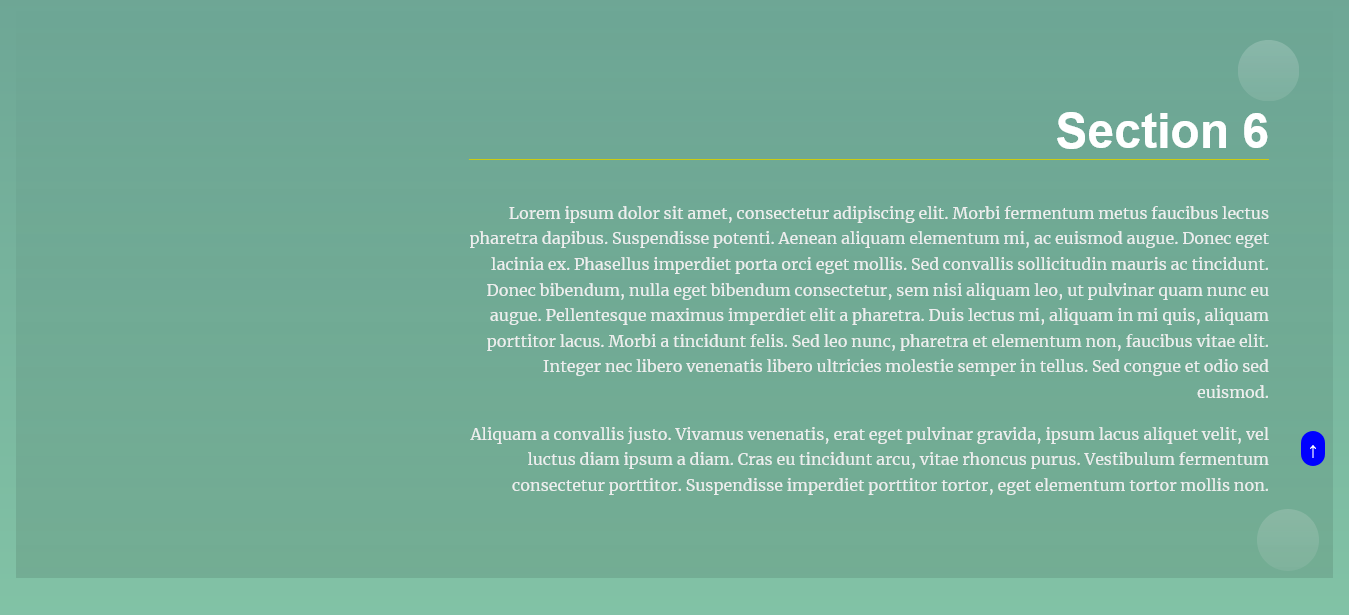 Section 6
Lorem ipsum dolor sit amet, consectetur adipiscing elit. Morbi fermentum metus faucibus lectus
pharetra dapibus. Suspendisse potenti. Aenean aliquam elementum mi, ac euismod augue. Donec eget
lacinia ex. Phasellus imperdiet porta orci eget mollis. Sed convallis sollicitudin mauris ac tincidunt.
Donec bibendum, nulla eget bibendum consectetur, sem nisi aliquam leo, ut pulvinar quam nunc eu
augue. Pellentesque maximus imperdiet elit a pharetra. Duis lectus mi, aliquam in mi quis, aliquam
porttitor lacus. Morbi a tincidunt felis. Sed leo nunc, pharetra et elementum non, faucibus vitae elit.
Integer nec libero venenatis libero ultricies molestie semper in tellus. Sed congue et odio sed
euismod.
Aliquam a convallis justo. Vivamus venenatis, erat eget pulvinar gravida, ipsum lacus aliquet velit, vel
luctus diam ipsum a diam. Cras eu tincidunt arcu, vitae rhoncus purus. Vestibulum fermentum
consectetur porttitor. Suspendisse imperdiet porttitor tortor, eget elementum tortor mollis non.
↑